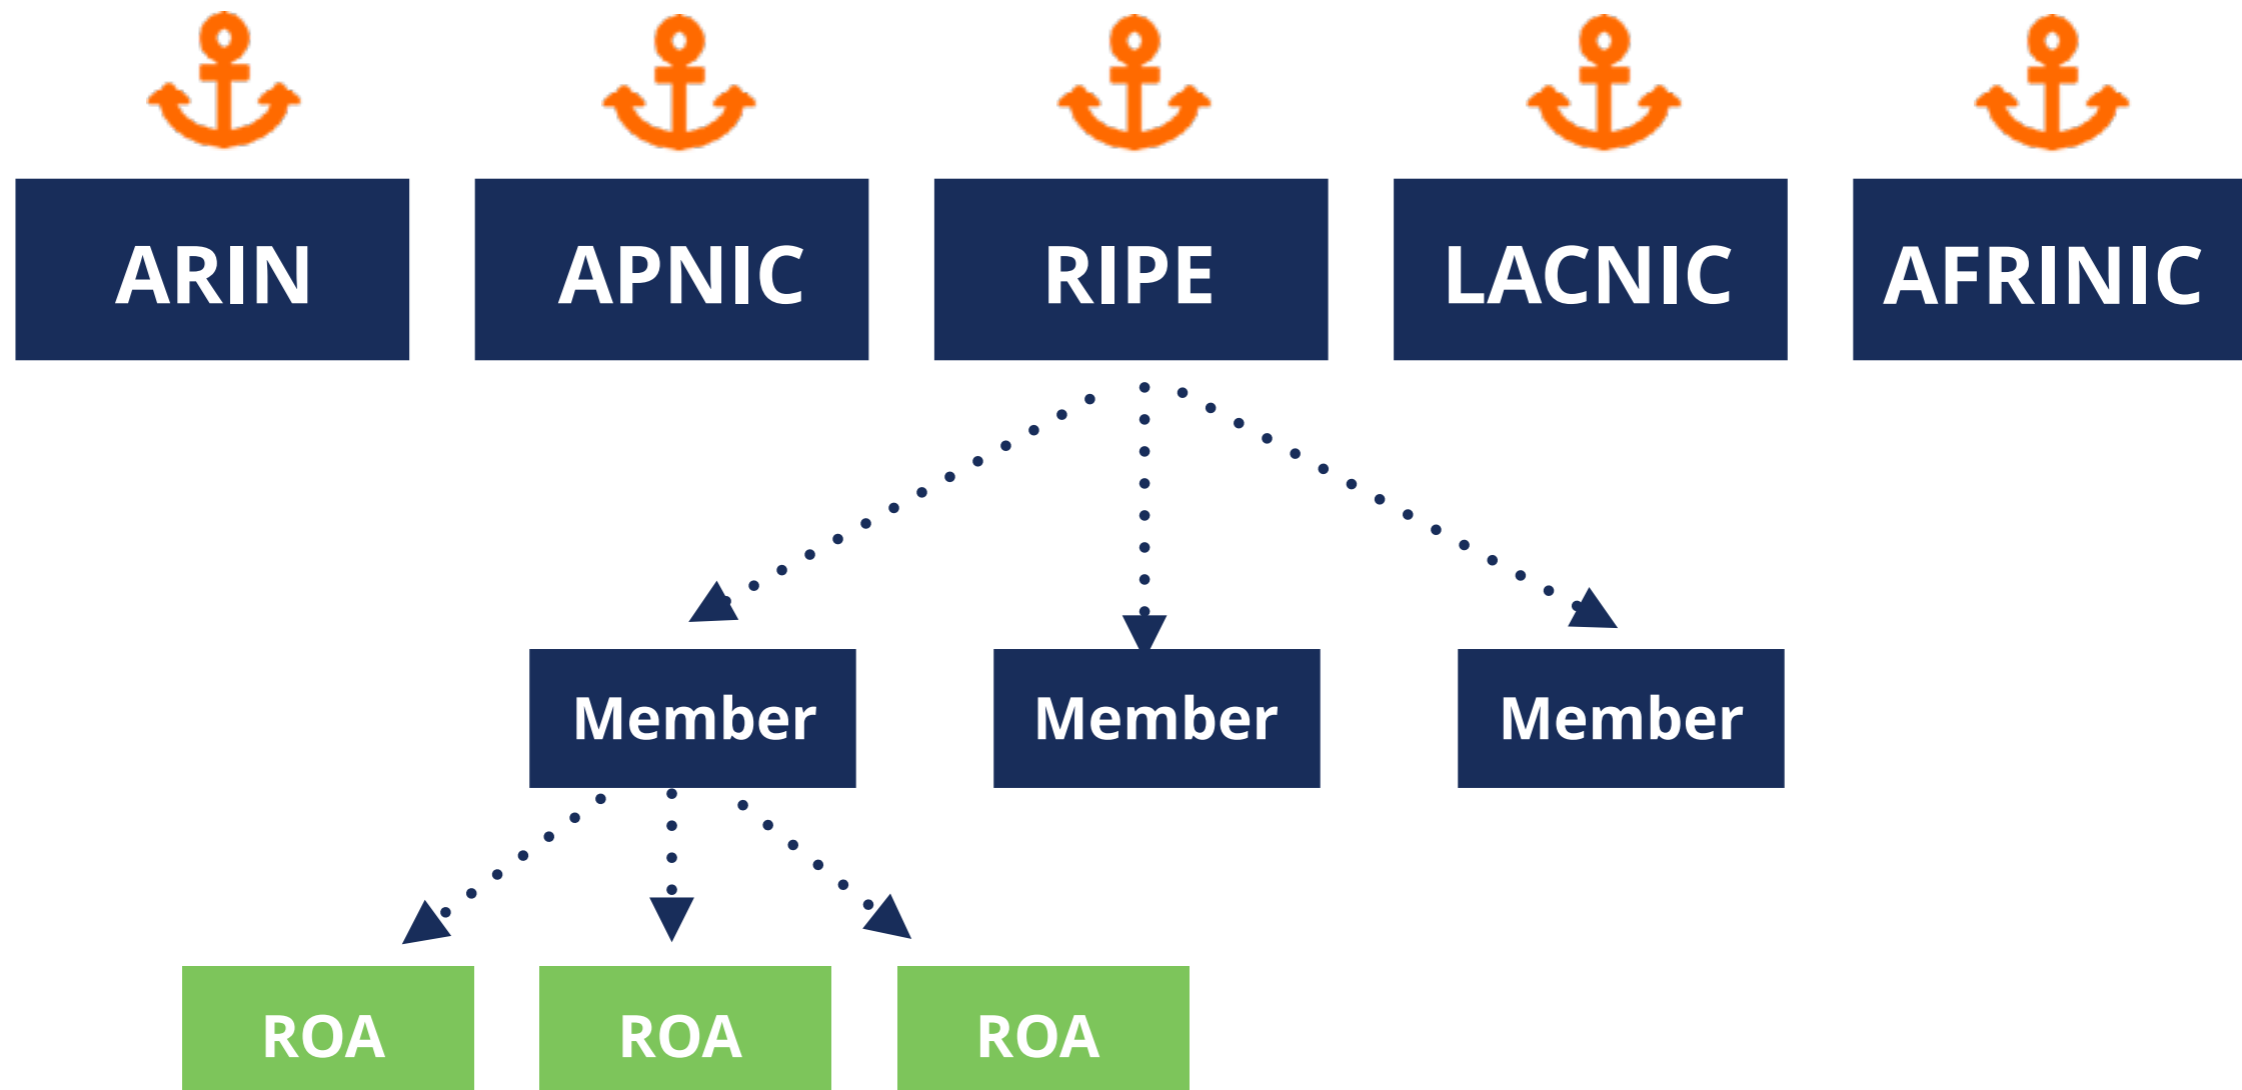 ARIN
APNIC
RIPE
LACNIC
AFRINIC
Member
Member
Member
ROA
ROA
ROA